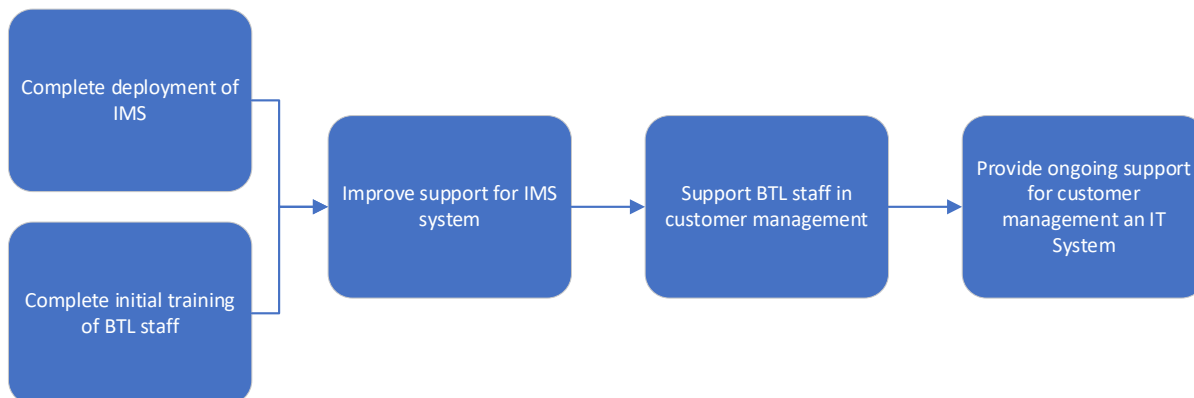 Complete deployment of
IMS
Complete initial training
of BTL staff
Improve support for IMS
system
Support BTL staff in
customer management
Provide ongoing support
for customer
management an IT
System